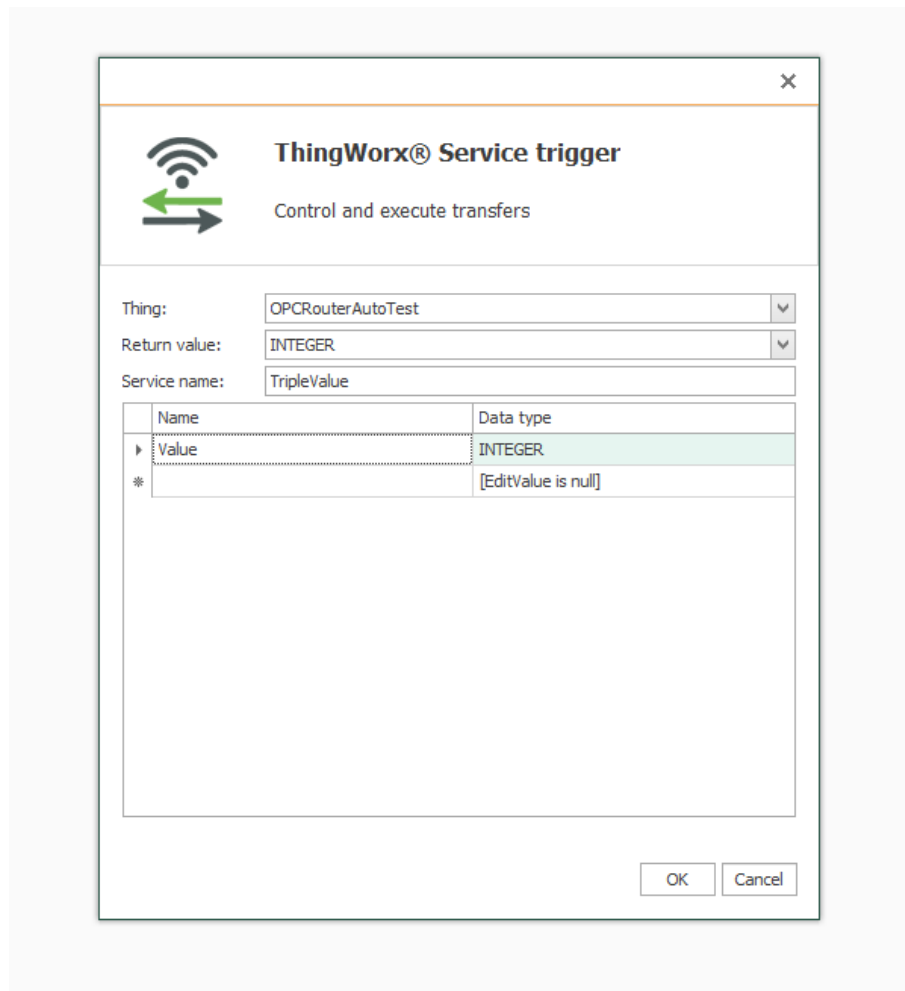 ThingWorx® Service trigger
Control and execute transfers
Thing: OPCRouterAutoTest
Return value: INTEGER
Service name: TripleValue
Name Data type
Value INTEGER
[EditValue is null]
OK Cancel